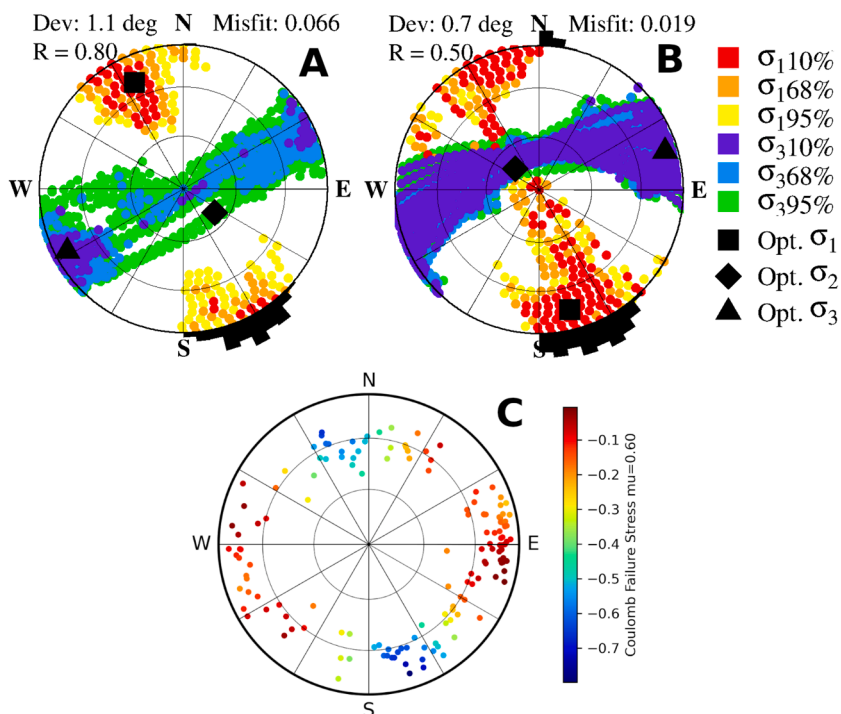 Dev: 1.1 deg N Misfit: 0.066
R = 0.80
A
W
E
S
Dev: 0.7 deg N Misfit: 0.019
R = 0.50
B
W
E
S
σ₁10%
σ₁68%
σ₁95%
σ₃10%
σ₃68%
σ₃95%
Opt. σ₁
Opt. σ₂
Opt. σ₃
N
C
W
E
S
−0.1
−0.2
−0.3
−0.4
−0.5
−0.6
−0.7
Coulomb Failure Stress mu=0.60